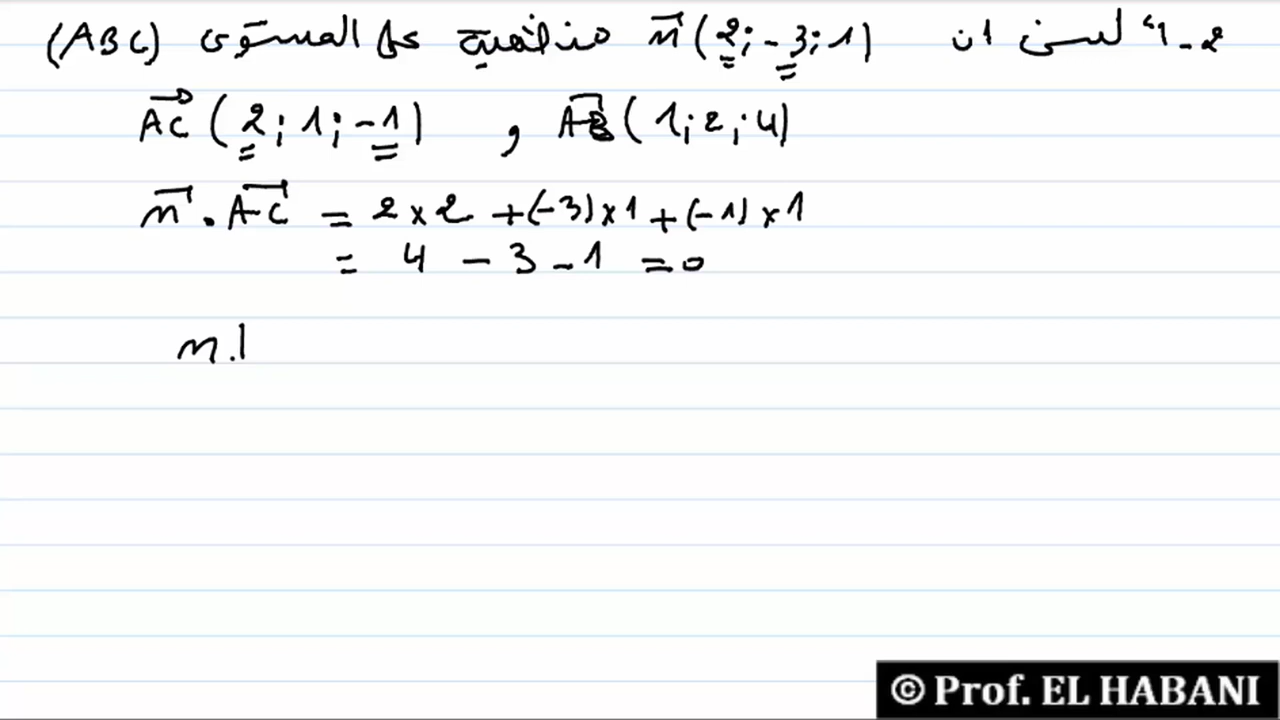 2-1) لنبين ان n⃗(2;-3;1) منظمية على المستوى (ABC)
AC⃗(2;1;-1) , AB⃗(1;2;4)
n⃗.AC⃗ = 2×2+(-3)×1+(-1)×1
= 4-3-1 =0
n.
© Prof. EL HABANI